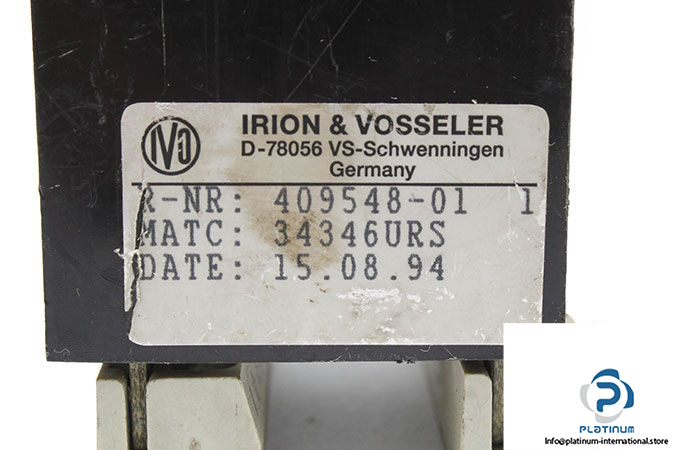 IVO
IRION & VOSSELER
D-78056 VS-Schwenningen
Germany
R-NR: 409548-01 1
MATC: 34346URS
DATE: 15.08.94
PLATINUM
Info@platinum-international.store